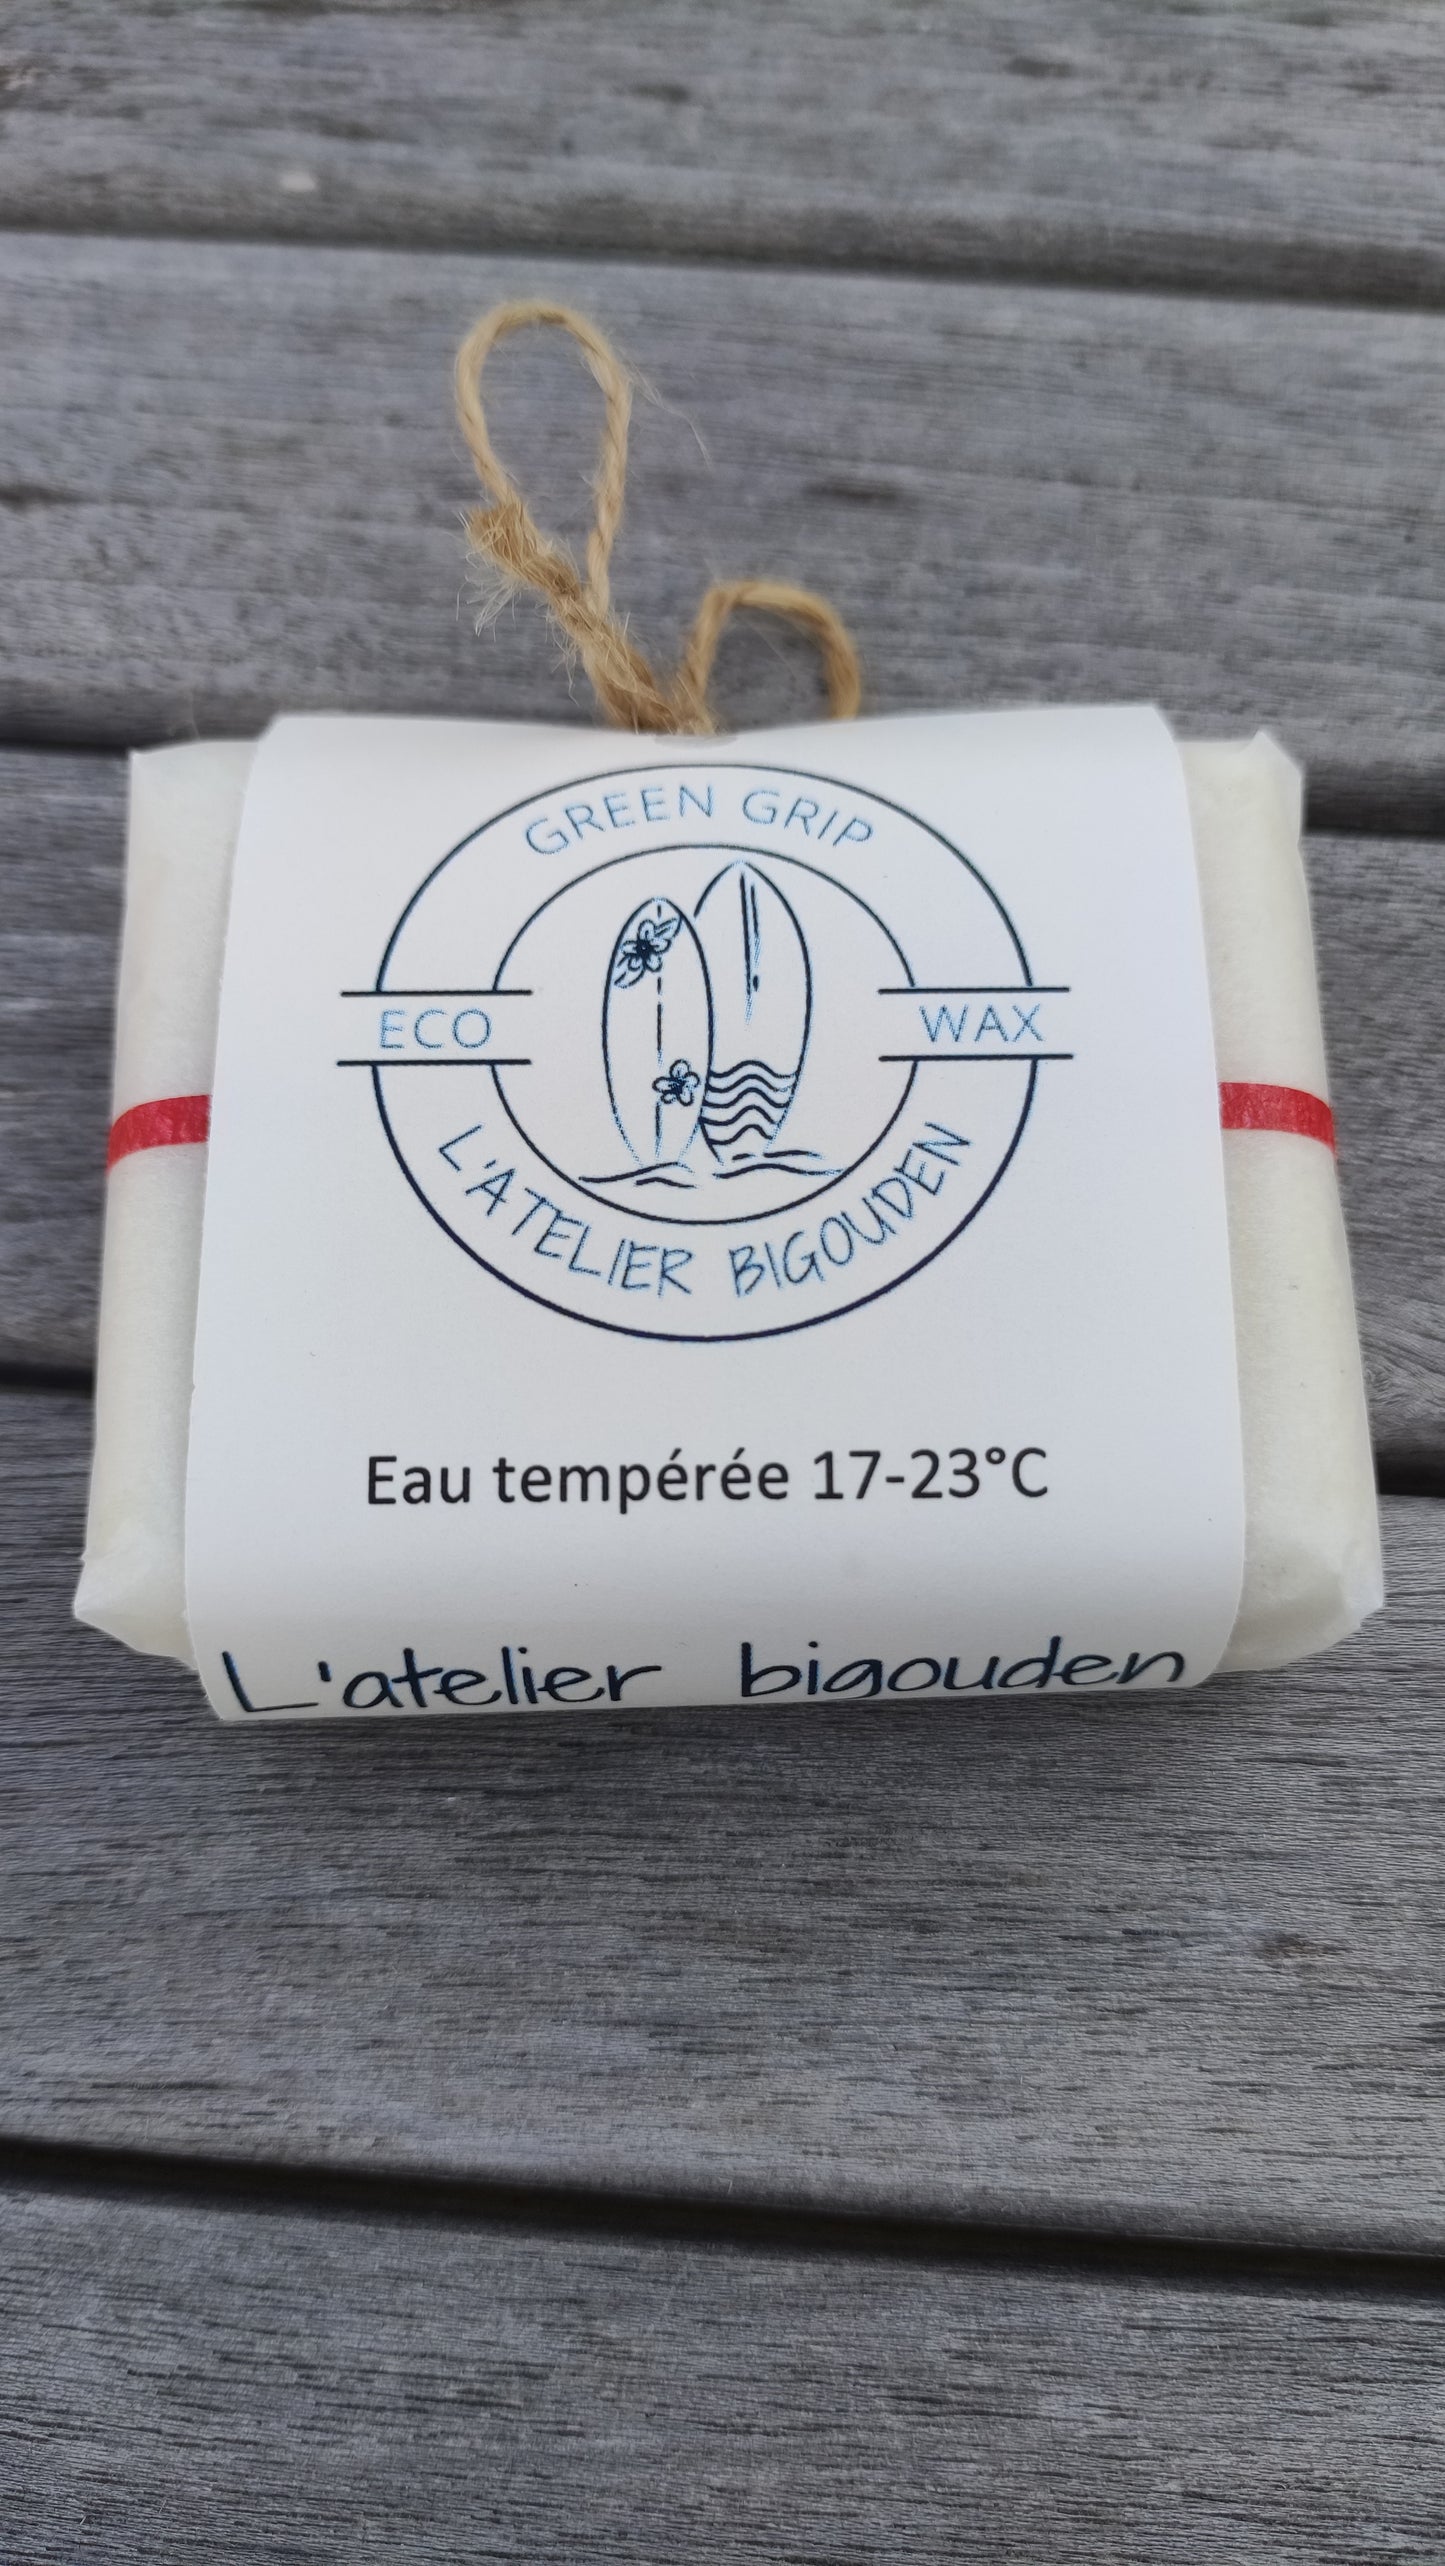 GREEN GRIP
ECO
WAX
L'ATELIER BIGOUDEN
Eau tempérée 17-23°C
L'atelier bigouden